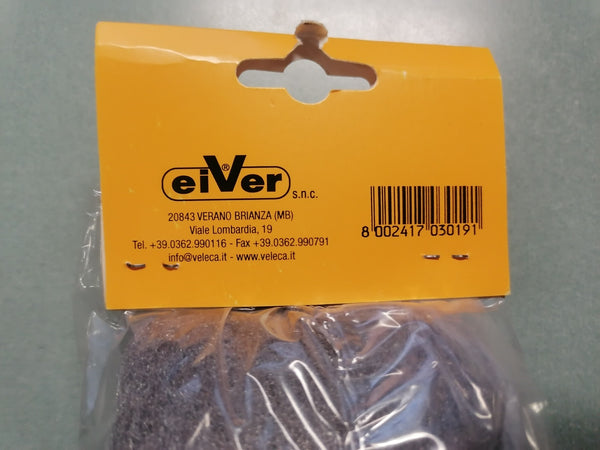 eiVer®
s.n.c.
20843 VERANO BRIANZA (MB)
Viale Lombardia, 19
Tel. +39.0362.990116 - Fax +39.0362.990791
info@veleca.it - www.veleca.it
8 002417 030191